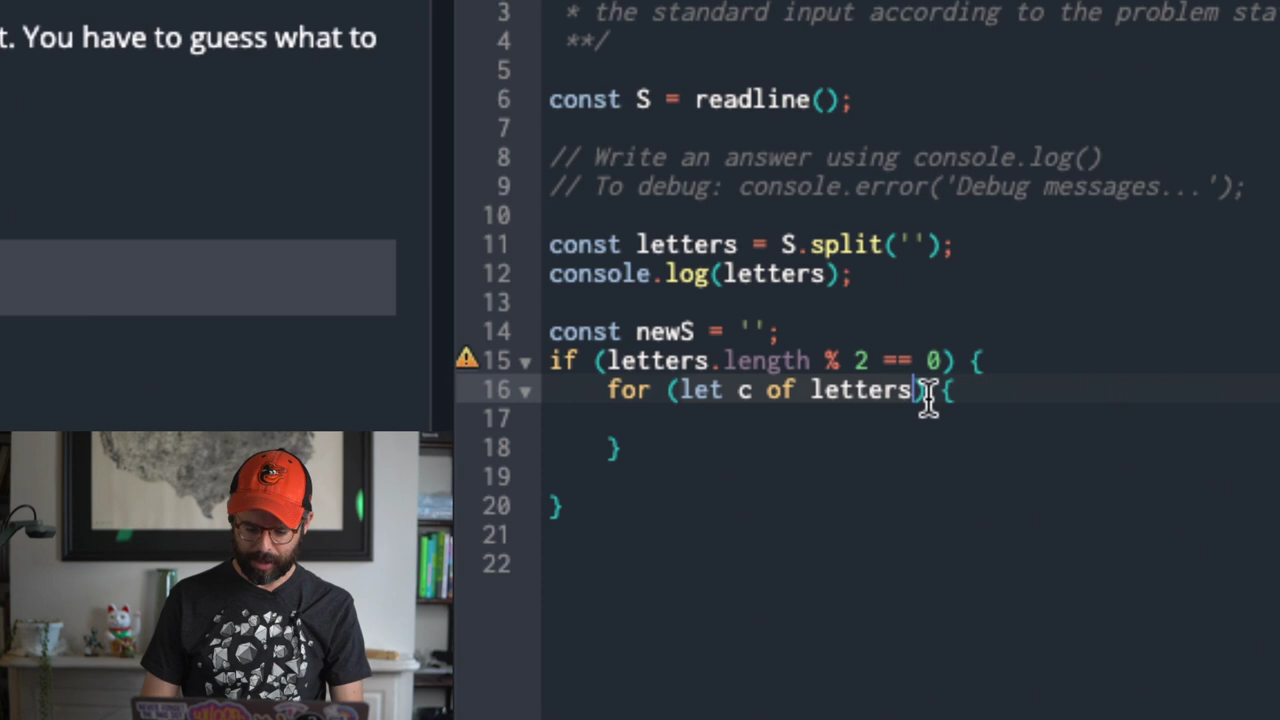 t. You have to guess what to
3 * the standard input according to the problem sta
4 **/
5
6 const S = readline();
7
8 // Write an answer using console.log()
9 // To debug: console.error('Debug messages...');
10
11 const letters = S.split('');
12 console.log(letters);
13
14 const newS = '';
15 if (letters.length % 2 == 0) {
16 for (let c of letters) {
17
18 }
19
20 }
21
22